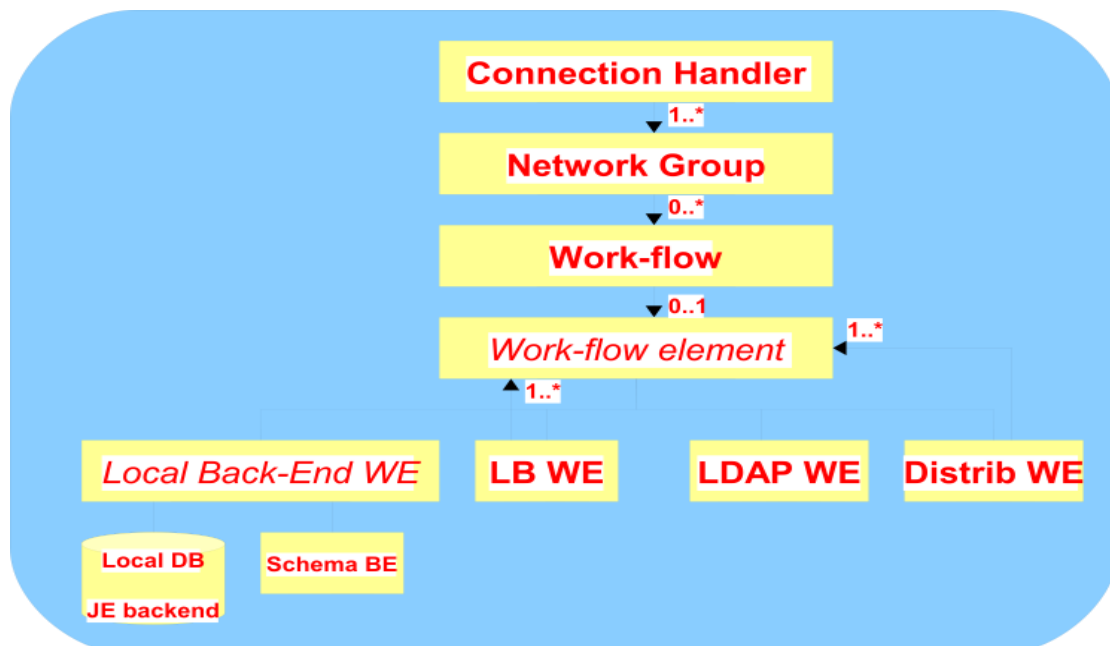 Connection Handler
1..*
Network Group
0..*
Work-flow
0..1
Work-flow element
1..*
1..*
Local Back-End WE
LB WE
LDAP WE
Distrib WE
Local DB
JE backend
Schema BE